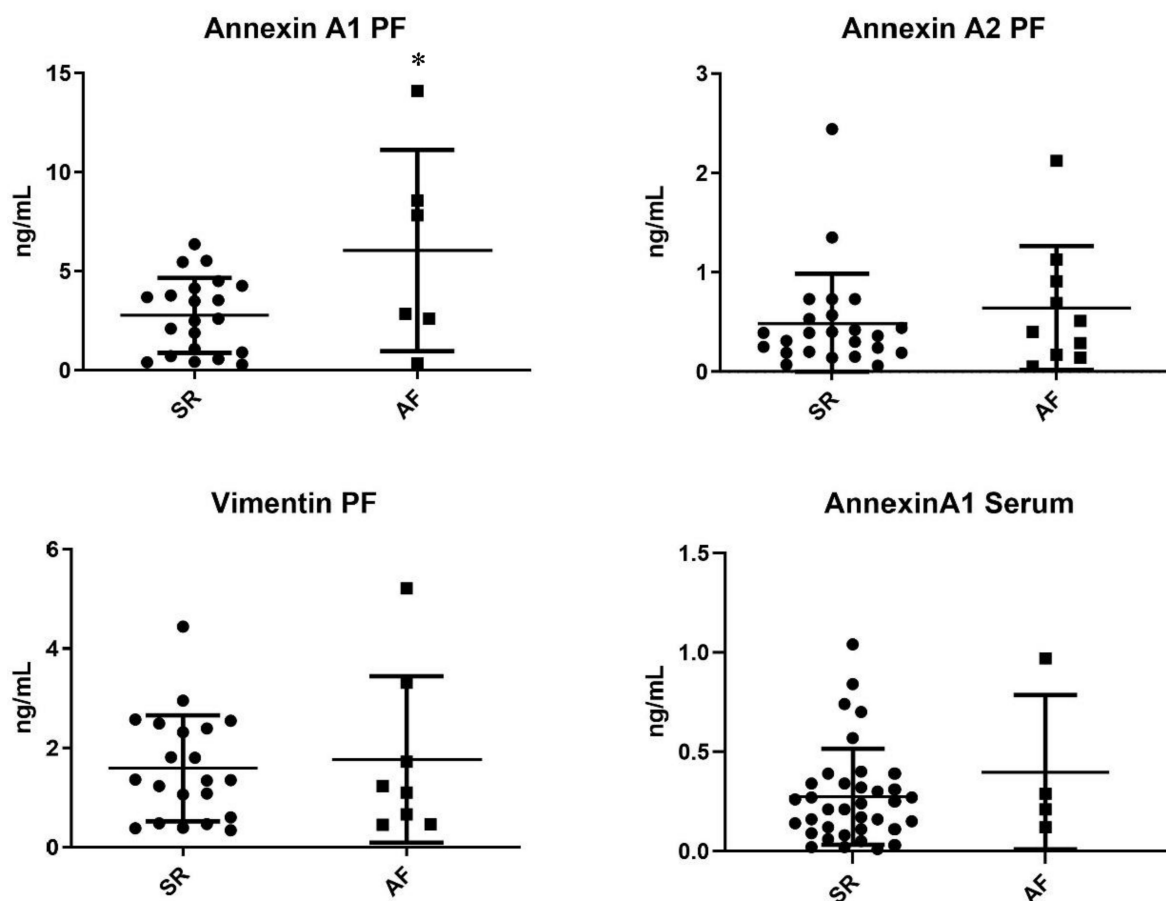 Annexin A1 PF
*
15
10
5
0
ng/mL
SR
AF
Annexin A2 PF
3
2
1
0
ng/mL
SR
AF
Vimentin PF
6
4
2
0
ng/mL
SR
AF
AnnexinA1 Serum
1.5
1.0
0.5
0.0
ng/mL
SR
AF